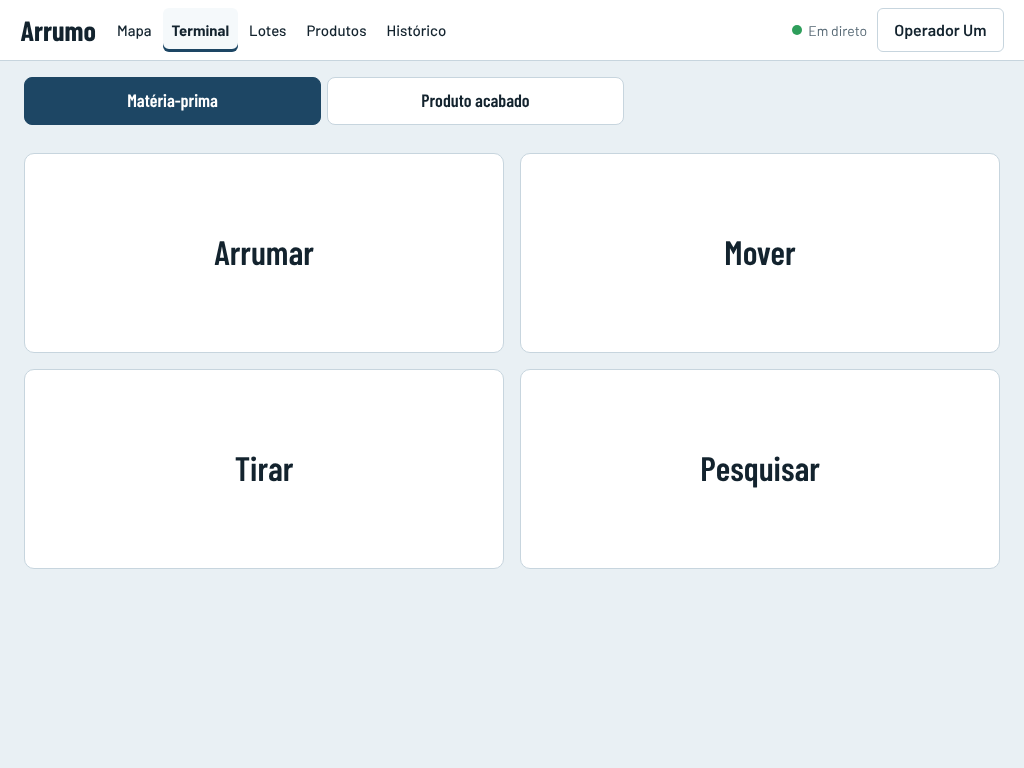 Arrumo
Mapa
Terminal
Lotes
Produtos
Histórico
Em direto
Operador Um
Matéria-prima
Produto acabado
Arrumar
Mover
Tirar
Pesquisar